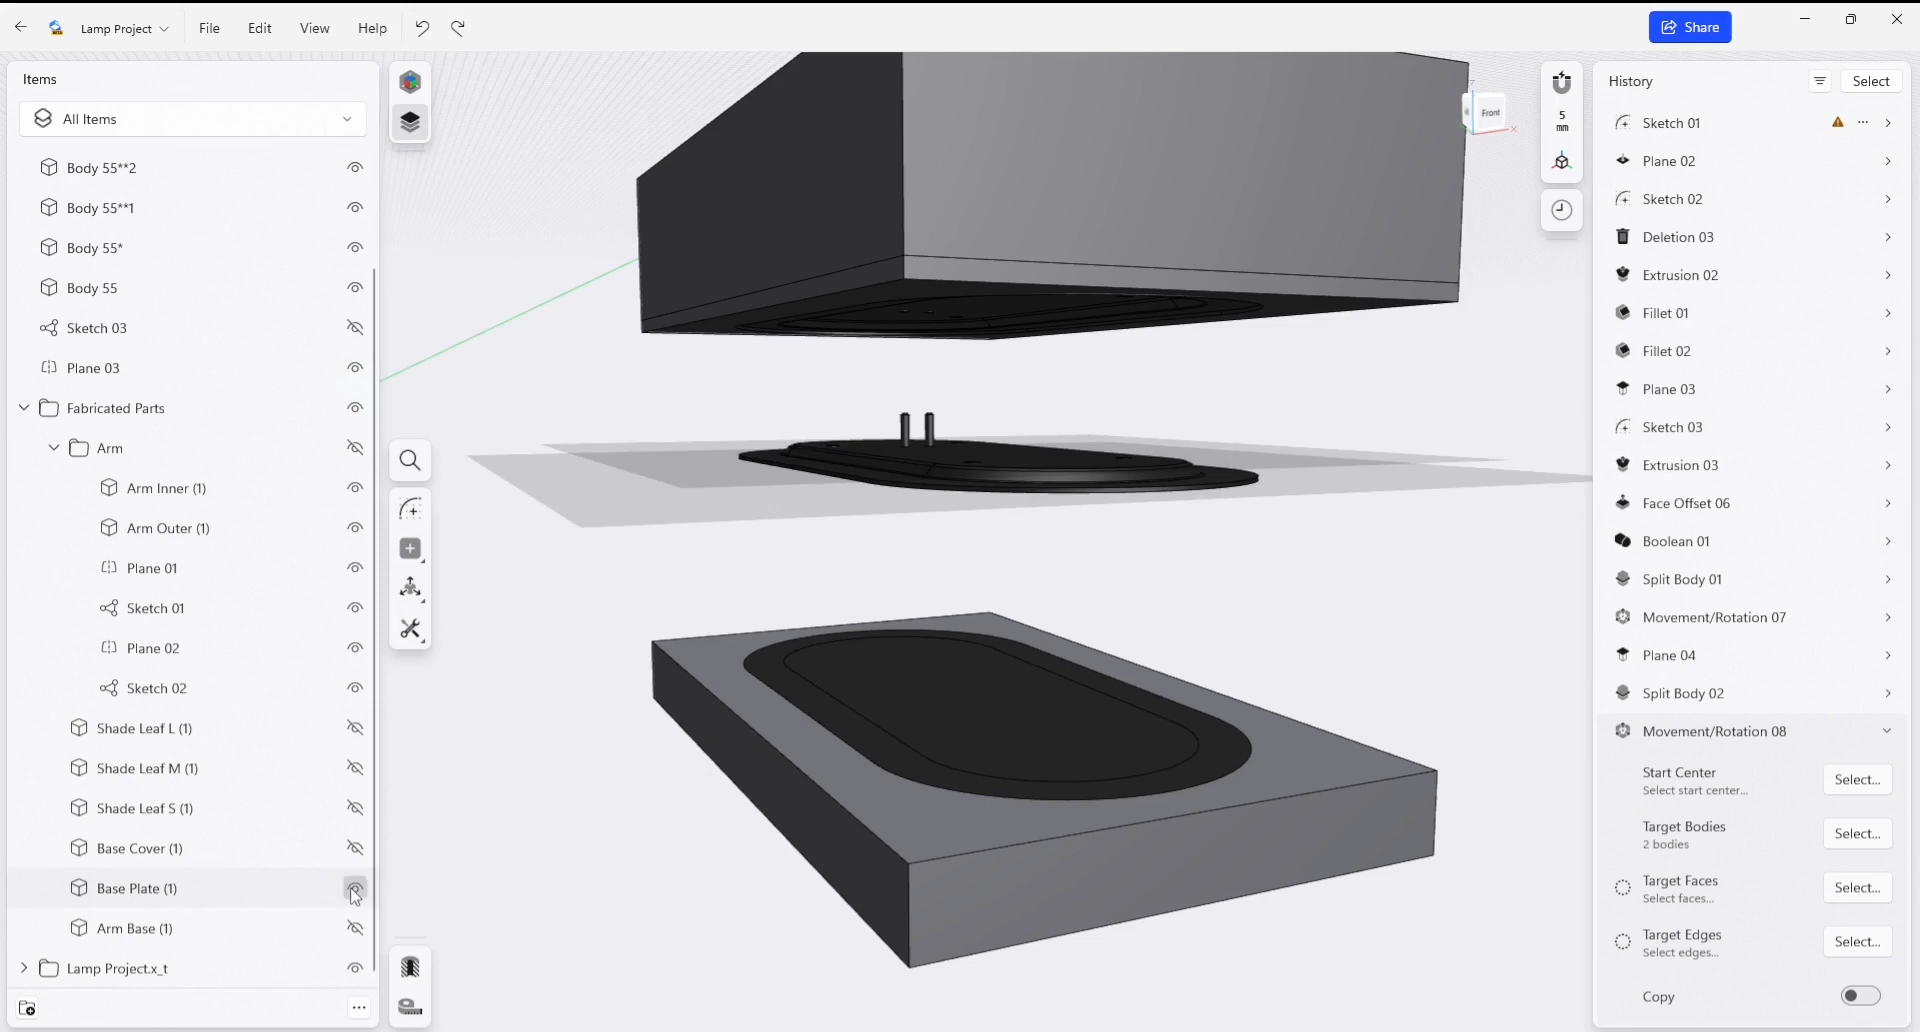 Lamp Project File Edit View Help Share
Items
All Items
Body 55**2
Body 55**1
Body 55*
Body 55
Sketch 03
Plane 03
Fabricated Parts
Arm
Arm Inner (1)
Arm Outer (1)
Plane 01
Sketch 01
Plane 02
Sketch 02
Shade Leaf L (1)
Shade Leaf M (1)
Shade Leaf S (1)
Base Cover (1)
Base Plate (1)
Arm Base (1)
Lamp Project.x_t
Front
X
5
mm
History Select
Sketch 01
Plane 02
Sketch 02
Deletion 03
Extrusion 02
Fillet 01
Fillet 02
Plane 03
Sketch 03
Extrusion 03
Face Offset 06
Boolean 01
Split Body 01
Movement/Rotation 07
Plane 04
Split Body 02
Movement/Rotation 08
Start Center Select...
Select start center...
Target Bodies Select...
2 bodies
Target Faces Select...
Select faces...
Target Edges Select...
Select edges...
Copy